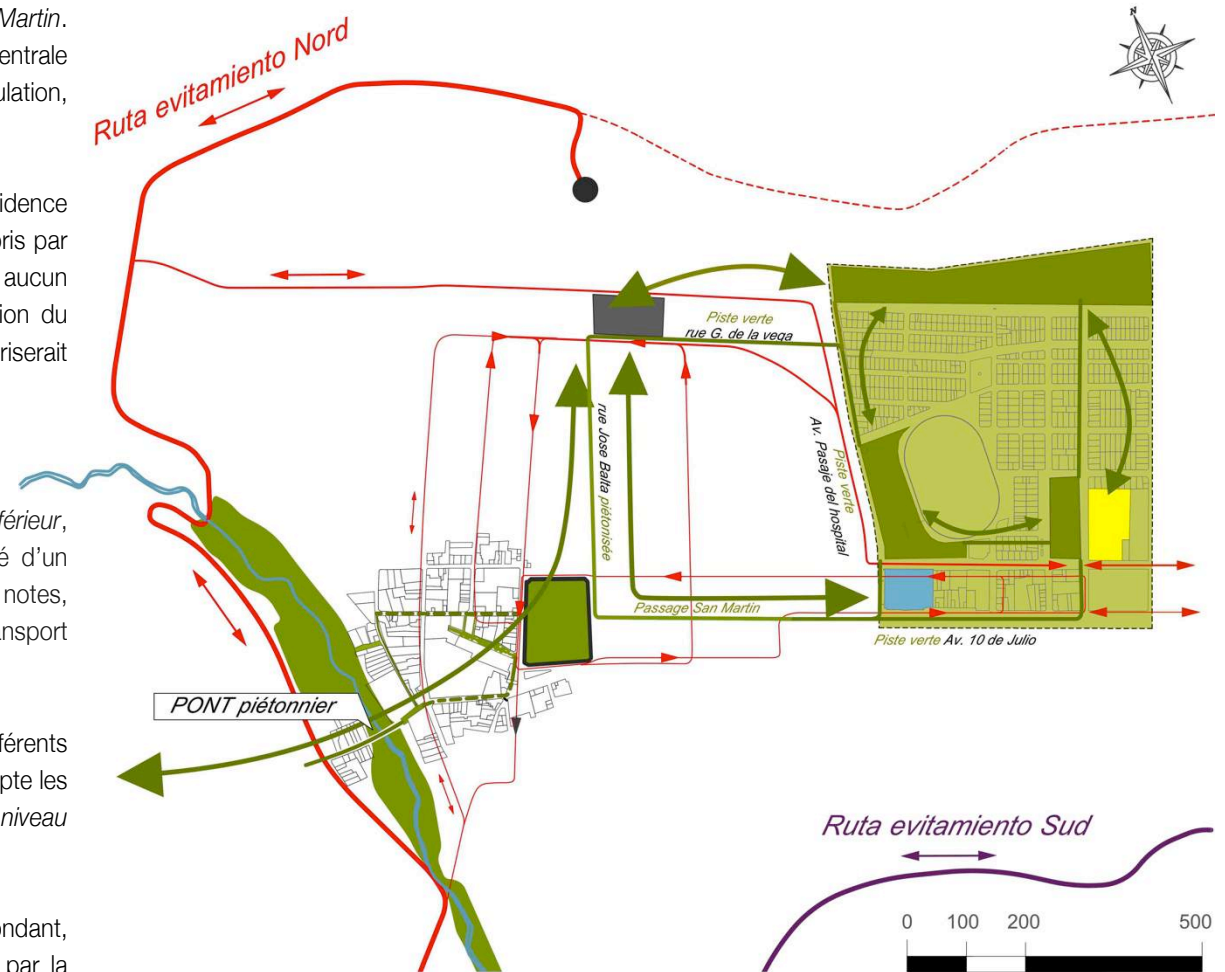 Martin.
entrale
ulation,
idence
oris par
aucun
ion du
riserait
férieur,
é d'un
notes,
ansport
férents
pte les
niveau
ondant,
par la
Ruta evitamiento Nord
N
Piste verte
rue G. de la vega
rue Jose Balta piétonisée
Piste verte
Av. Pasaje del hospital
Passage San Martin
Piste verte Av. 10 de Julio
PONT piétonnier
Ruta evitamiento Sud
0 100 200 500